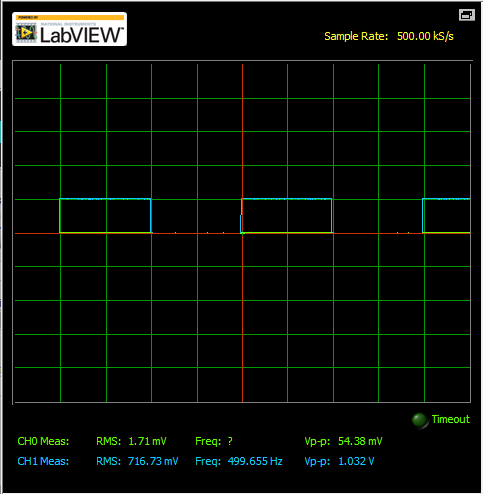 POWERED BY
NATIONAL INSTRUMENTS
LabVIEW™
Sample Rate: 500.00 kS/s
Timeout
CH0 Meas: RMS: 1.71 mV Freq: ? Vp-p: 54.38 mV
CH1 Meas: RMS: 716.73 mV Freq: 499.655 Hz Vp-p: 1.032 V